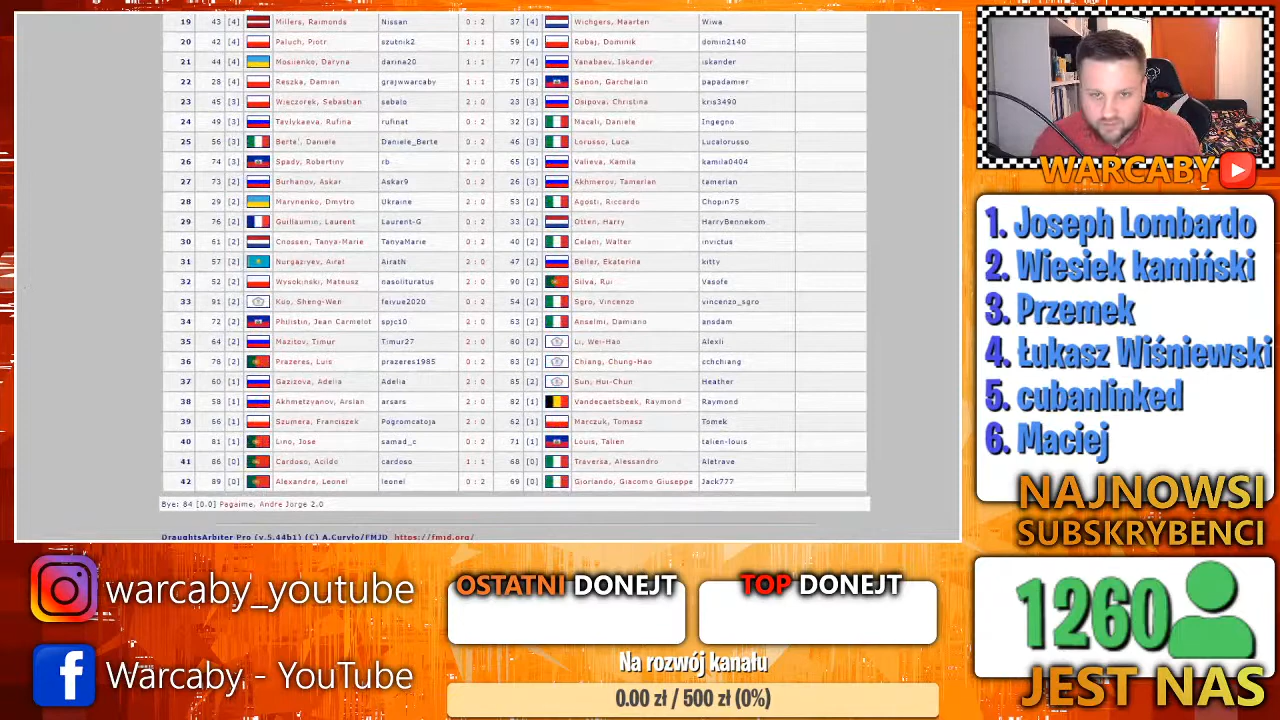 19 43 [4] Millers, Raimonds Nissan 0 : 2 37 [4] Wichgers, Maarten Wiwa
20 42 [4] Paluch, Piotr szutnik2 1 : 1 59 [4] Rubaj, Dominik domin2140
21 44 [4] Mosiienko, Daryna darina20 1 : 1 77 [4] Yanabaev, Iskander iskander
22 28 [4] Reszka, Damian grajwwarcaby 1 : 1 75 [3] Sanon, Garchelain papadamier
23 45 [3] Wieczorek, Sebastian sebalo 2 : 0 23 [3] Osipova, Christina kris3490
24 49 [3] Tavlykaeva, Rufina rufinat 0 : 2 32 [3] Macali, Daniele Ingegno
25 56 [3] Berte', Daniele Daniele_Berte 0 : 2 46 [3] Lorusso, Luca Lucalorusso
26 74 [3] Spady, Robertiny rb 2 : 0 65 [3] Valieva, Kamila kamila0404
27 73 [2] Burhanov, Askar Askar9 0 : 2 26 [3] Akhmerov, Tamerlan tamerlan
28 29 [2] Marynenko, Dmytro Ukraine 2 : 0 53 [2] Agosti, Riccardo Chopin75
29 76 [2] Guillaumin, Laurent Laurent-G 0 : 2 33 [2] Otten, Harry HarryBennekom
30 61 [2] Cnossen, Tanya-Marie TanyaMarie 0 : 2 40 [2] Celani, Walter invictus
31 57 [2] Nurgaziyev, Airat AiratN 2 : 0 47 [2] Beller, Ekaterina kitty
32 52 [2] Wysokinski, Mateusz nasolituratus 2 : 0 90 [2] Silva, Rui Vasofe
33 91 [2] Kuo, Sheng-Wen feivue2020 0 : 2 54 [2] Sgro, Vincenzo vincenzo_sgro
34 72 [2] Philistin, Jean Carmelot spjc10 2 : 0 63 [2] Anselmi, Damiano ansdam
35 64 [2] Mazitov, Timur Timur27 2 : 0 80 [2] Li, Wei-Hao Alexli
36 78 [2] Prazeres, Luis prazeres1985 0 : 2 83 [2] Chiang, Chung-Hao cchchiang
37 60 [1] Gazizova, Adelia Adelia 2 : 0 85 [2] Sun, Hui-Chun Heather
38 58 [1] Akhmetzyanov, Arslan arsars 2 : 0 82 [1] Vandecaetsbeek, Raymond Raymond
39 66 [1] Szumera, Franciszek Pogromcatoja 2 : 0 62 [1] Marczuk, Tomasz Tomek
40 81 [1] Lino, Jose samad_c 0 : 2 71 [1] Louis, Talien talien-louis
41 86 [0] Cardoso, Acildo cardoso 1 : 1 68 [0] Traversa, Alessandro Aletrave
42 89 [0] Alexandre, Leonel leonel 0 : 2 69 [0] Giorlando, Giacomo Giuseppe Jack777
Bye: 84 [0.0] Pagaime, Andre Jorge 2.0
DraughtsArbiter Pro (v.5.44b1) (C) A.Curyło/FMJD https://fmjd.org/
WARCABY
1. Joseph Lombardo
2. Wiesiek kamiński
3. Przemek
4. Łukasz Wiśniewski
5. cubanlinked
6. Maciej
NAJNOWSI
SUBSKRYBENCI
1260
JEST NAS
warcaby_youtube
Warcaby - YouTube
OSTATNI DONEJT
TOP DONEJT
Na rozwój kanału
0.00 zł / 500 zł (0%)